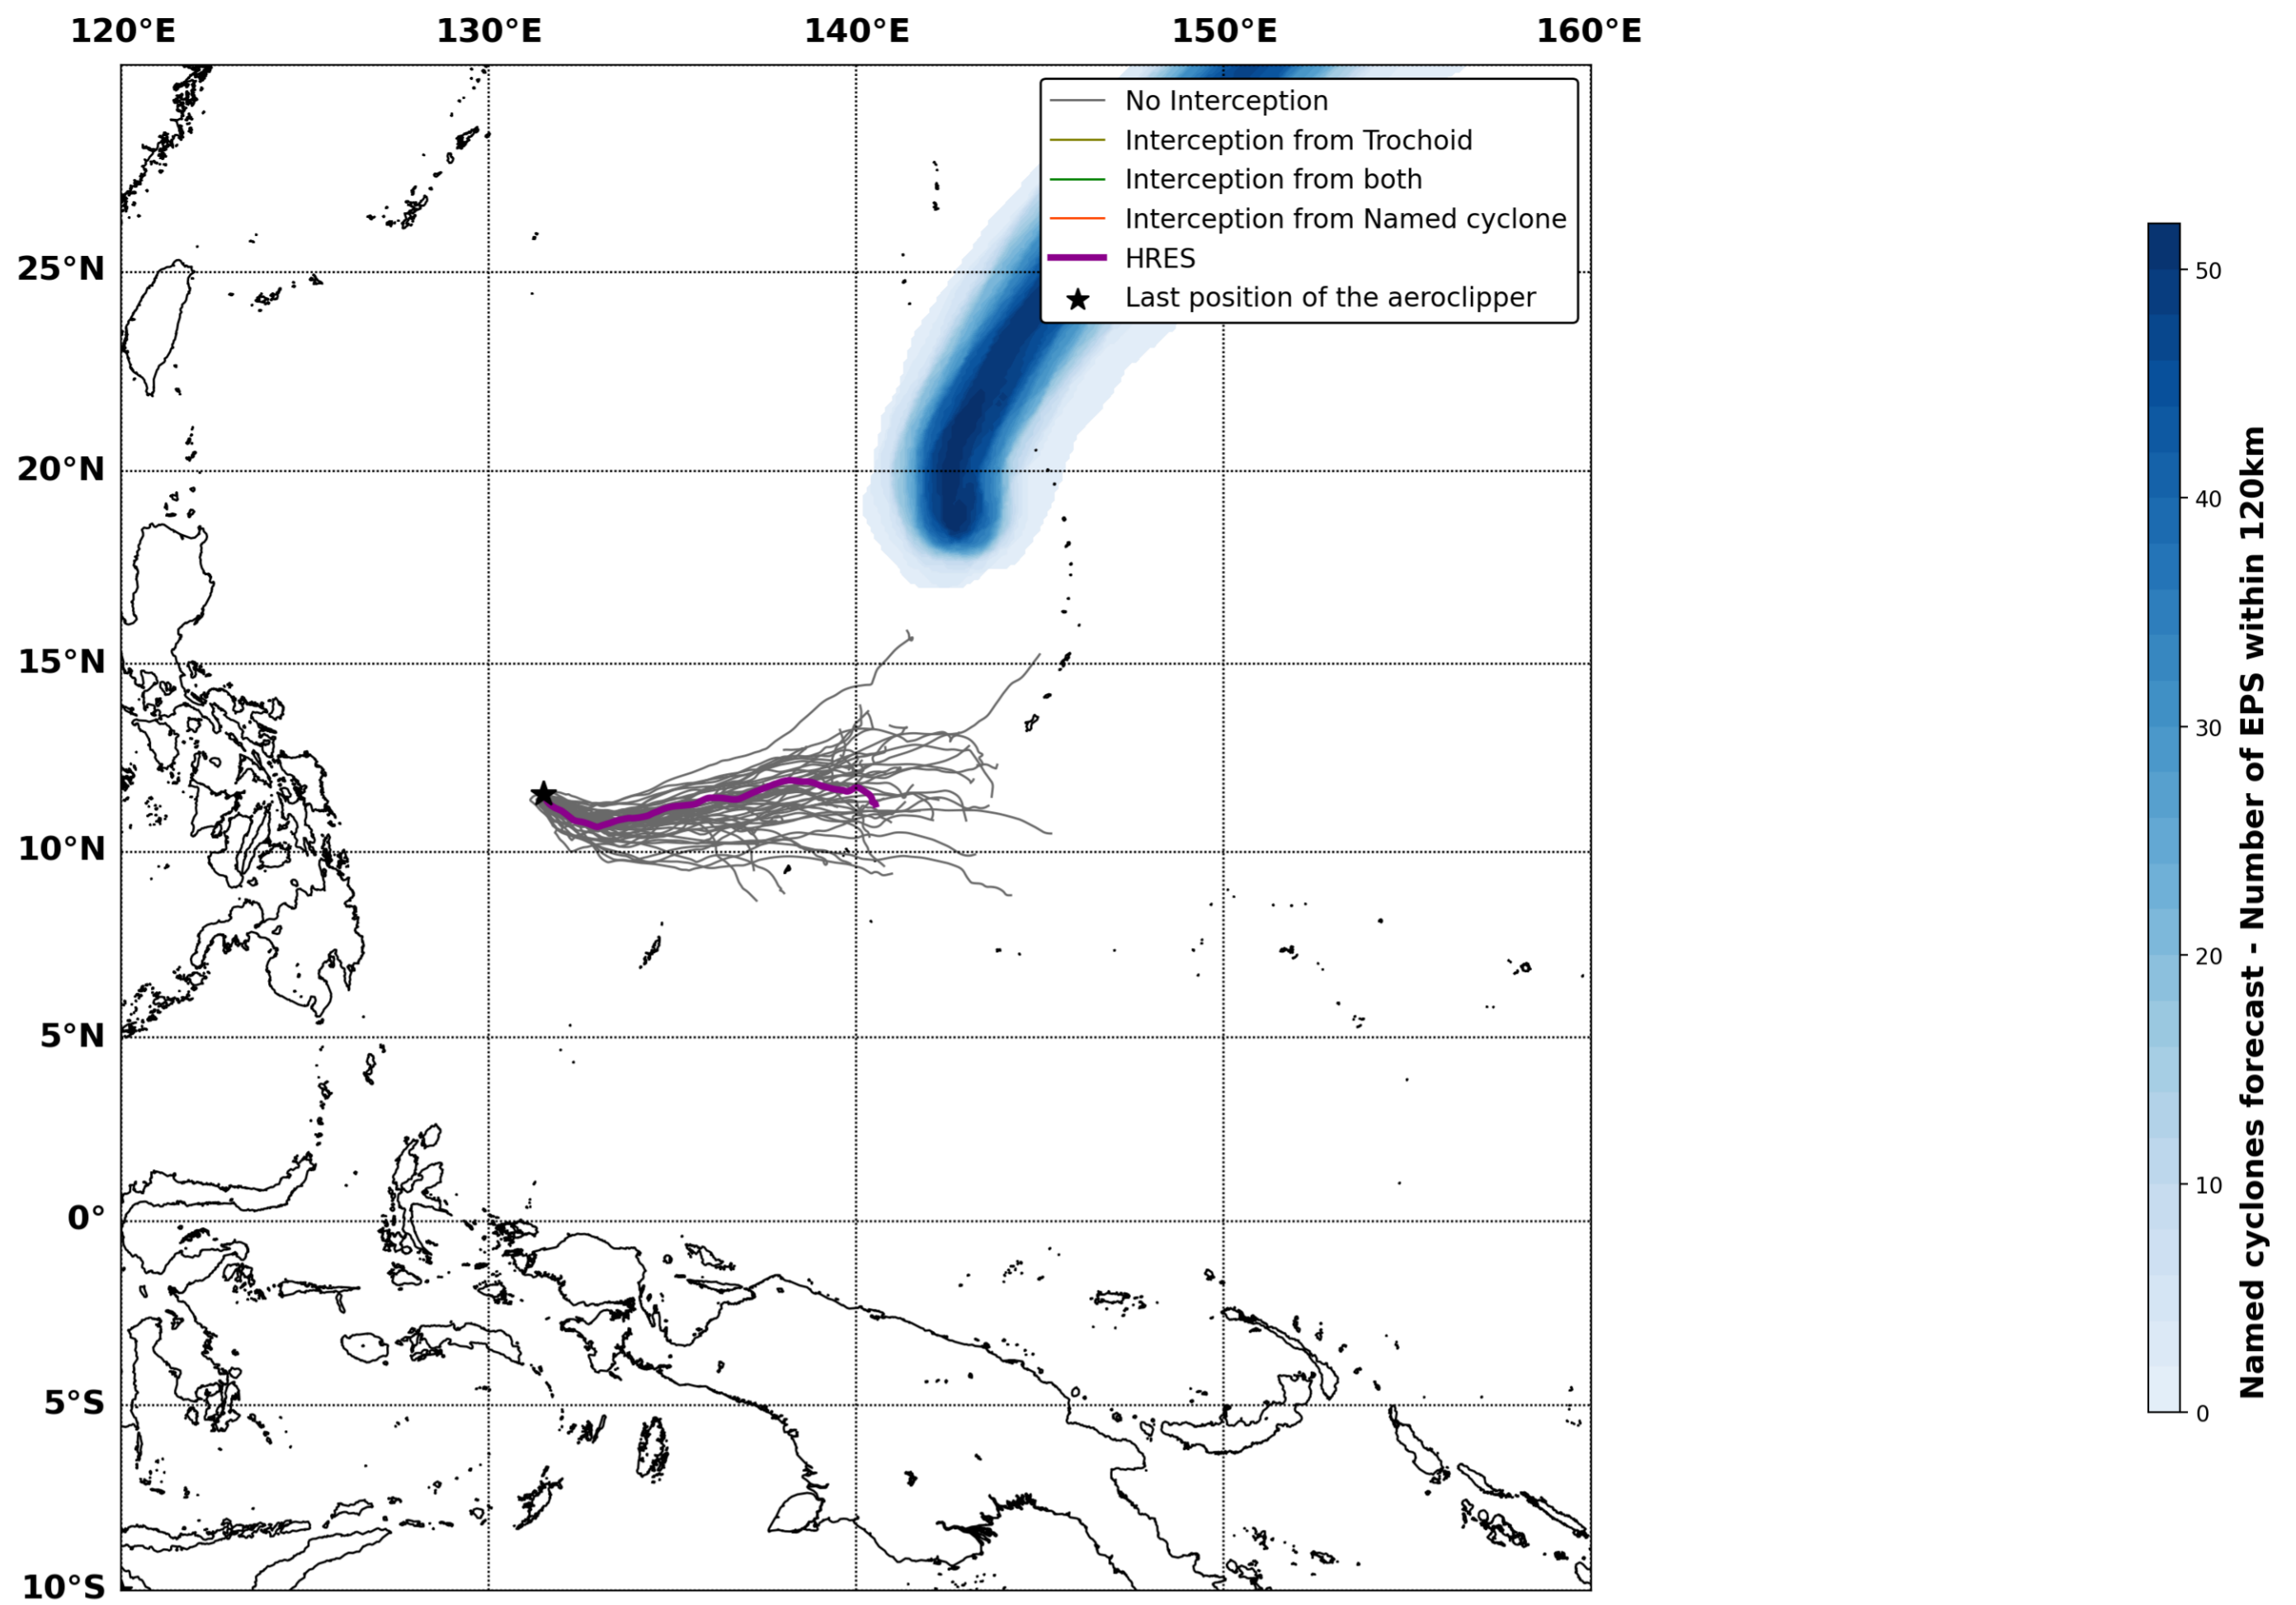 120°E 130°E 140°E 150°E 160°E
No Interception
Interception from Trochoid
Interception from both
Interception from Named cyclone
HRES
Last position of the aeroclipper
25°N
20°N
15°N
10°N
5°N
0°
5°S
10°S
50
40
30
20
10
0
Named cyclones forecast - Number of EPS within 120km